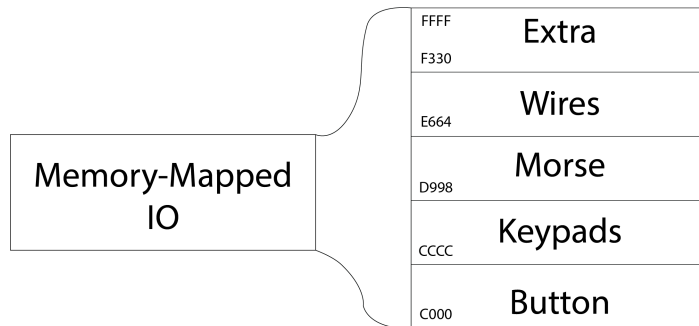 FFFF
Extra
F330
Wires
E664
Memory-Mapped
IO
Morse
D998
Keypads
CCCC
Button
C000